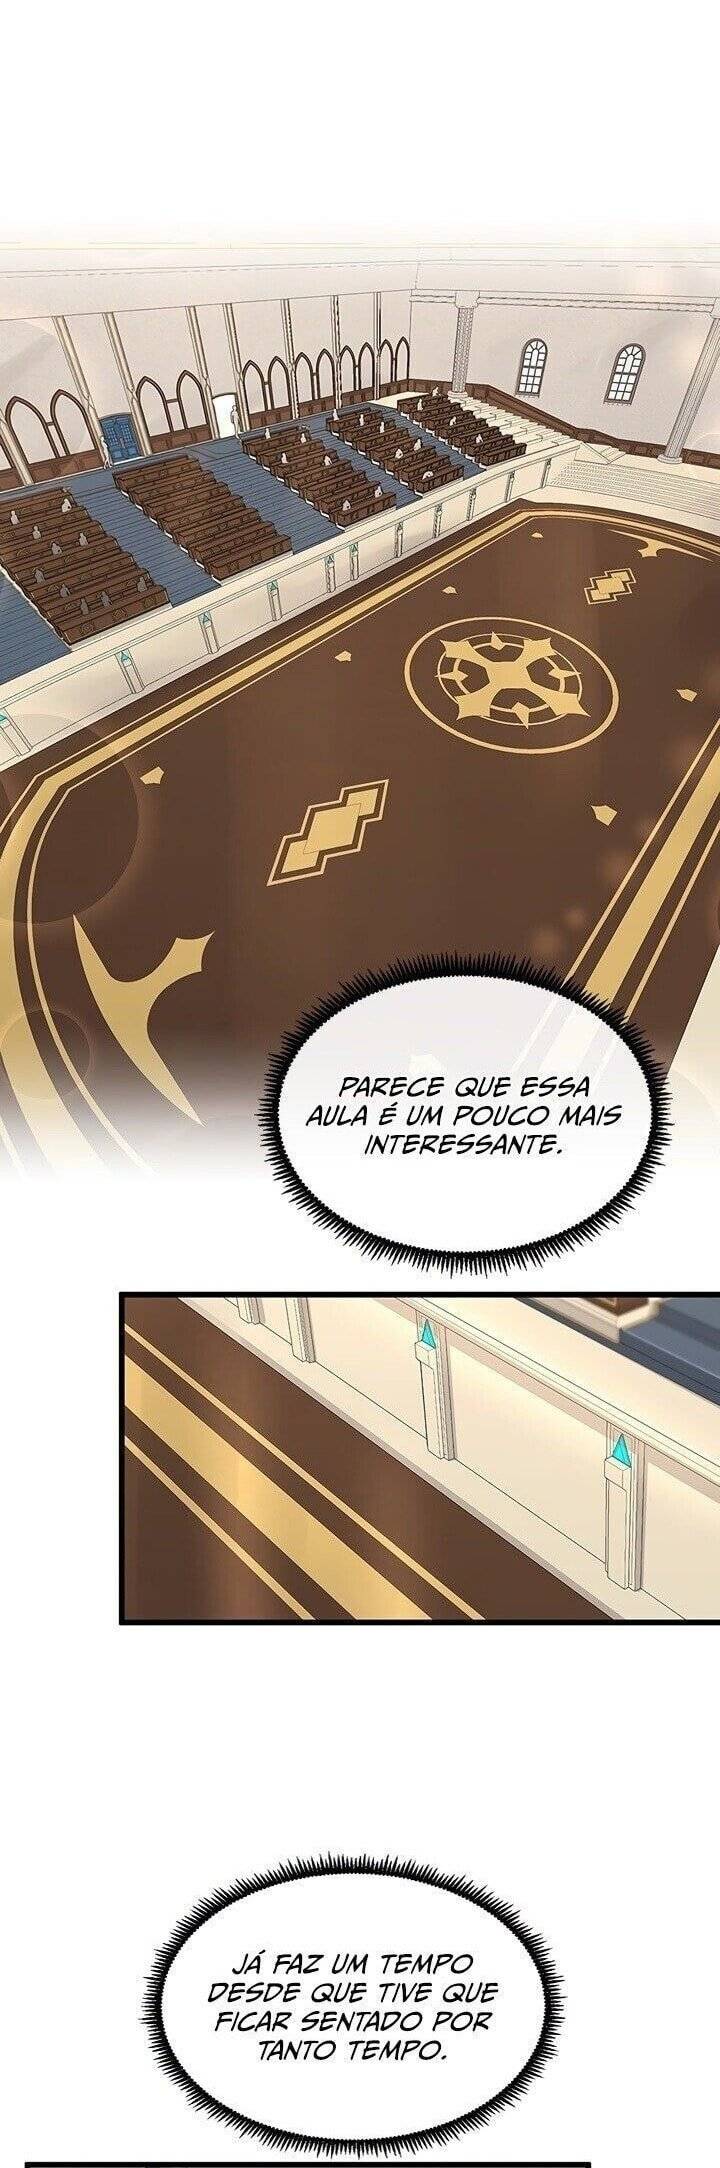 PARECE QUE ESSA
AULA É UM POUCO MAIS
INTERESSANTE.
JÁ FAZ UM TEMPO
DESDE QUE TIVE QUE
FICAR SENTADO POR
TANTO TEMPO.